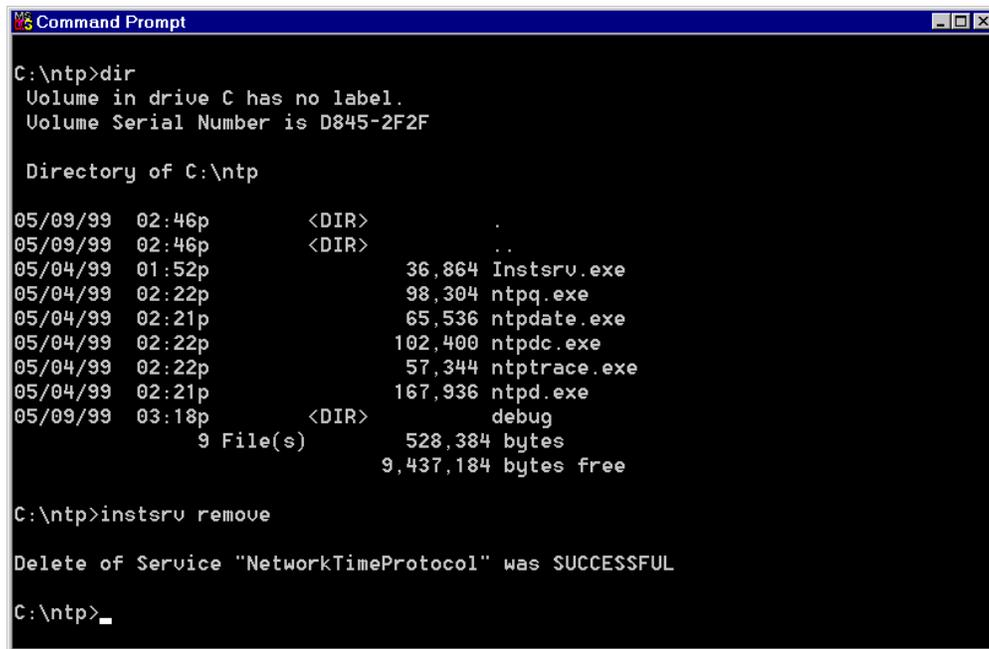 Command Prompt
C:\ntp>dir
 Volume in drive C has no label.
 Volume Serial Number is D845-2F2F
 Directory of C:\ntp
05/09/99  02:46p        <DIR>          .
05/09/99  02:46p        <DIR>          ..
05/04/99  01:52p                36,864 Instsrv.exe
05/04/99  02:22p                98,304 ntpq.exe
05/04/99  02:21p                65,536 ntpdate.exe
05/04/99  02:22p               102,400 ntpdc.exe
05/04/99  02:22p                57,344 ntptrace.exe
05/04/99  02:21p               167,936 ntpd.exe
05/09/99  03:18p        <DIR>          debug
               9 File(s)        528,384 bytes
                              9,437,184 bytes free
C:\ntp>instsrv remove
Delete of Service "NetworkTimeProtocol" was SUCCESSFUL
C:\ntp>